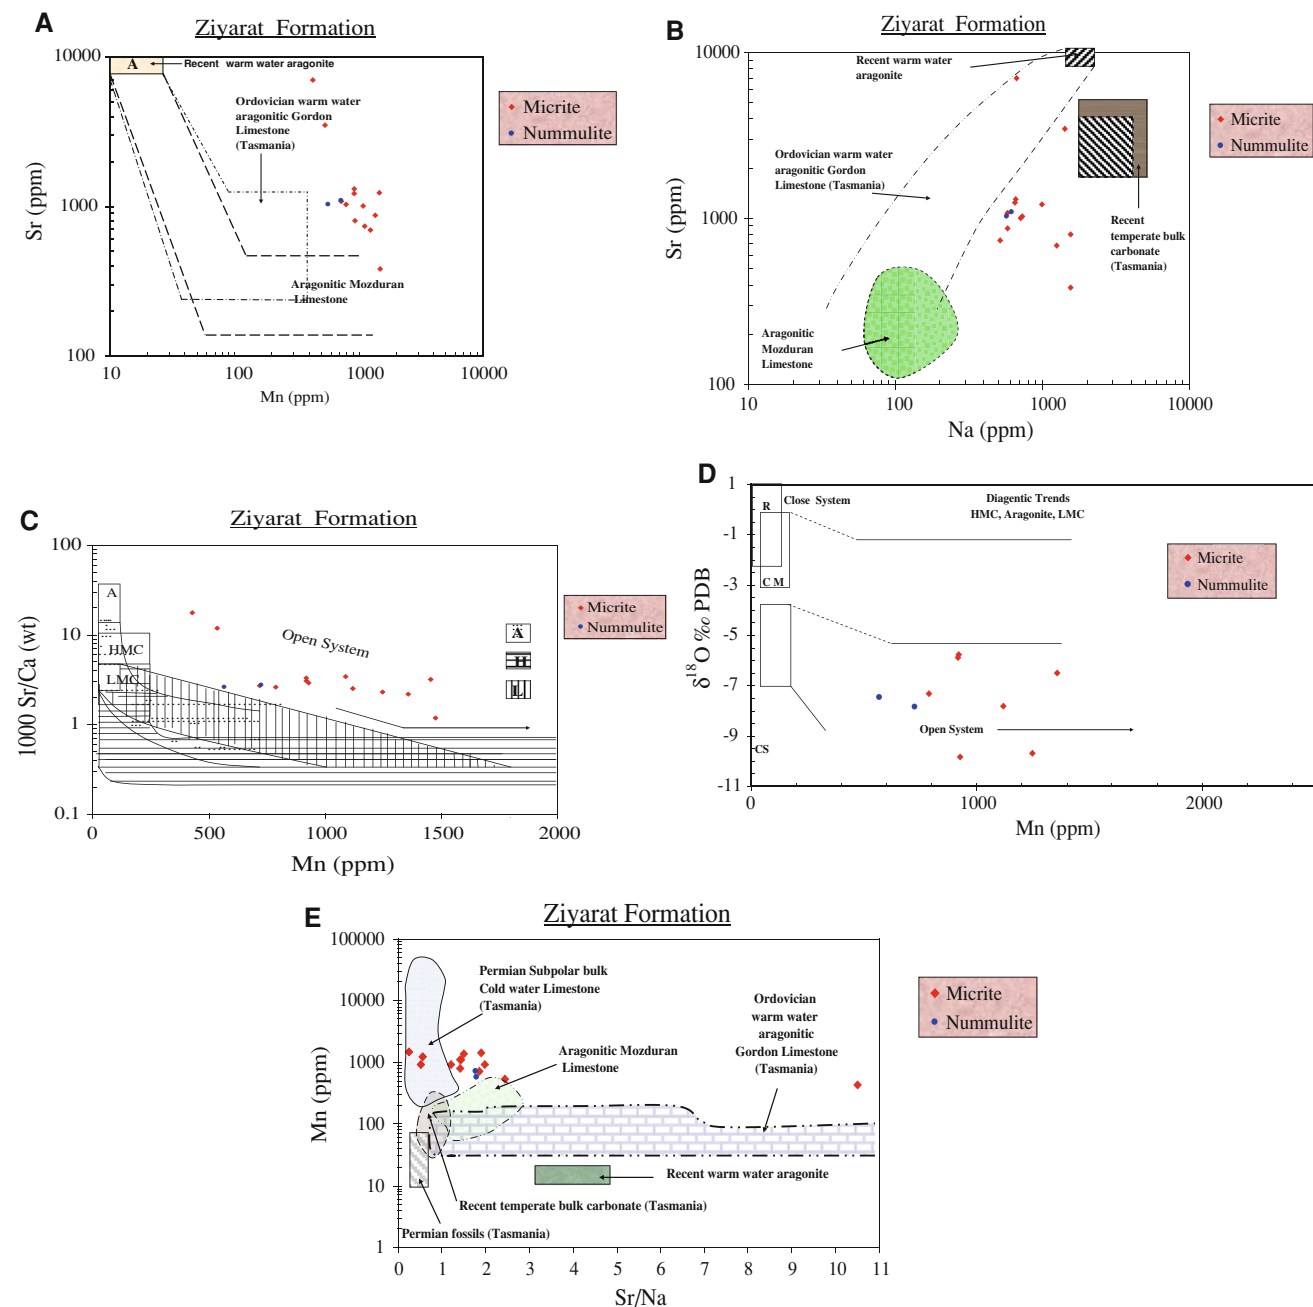 A
Ziyarat Formation
10000
1000
100
Sr (ppm)
A
Recent warm water aragonite
Ordovician warm water
aragonitic Gordon
Limestone
(Tasmania)
Aragonitic Mozduran
Limestone
10
100
1000
10000
Mn (ppm)
Micrite
Nummulite
B
Ziyarat Formation
10000
1000
100
Sr (ppm)
Recent warm water
aragonite
Ordovician warm water
aragonitic Gordon
Limestone (Tasmania)
Recent
temperate bulk
carbonate
(Tasmania)
Aragonitic
Mozduran
Limestone
10
100
1000
10000
Na (ppm)
Micrite
Nummulite
C
Ziyarat Formation
100
10
1
0.1
1000 Sr/Ca (wt)
A
HMC
LMC
Open System
A
H
L
0
500
1000
1500
2000
Mn (ppm)
Micrite
Nummulite
D
1
-1
-3
-5
-7
-9
-11
δ18O ‰ PDB
R
Close System
Diagentic Trends
HMC, Aragonite, LMC
C M
Open System
CS
0
1000
2000
Mn (ppm)
Micrite
Nummulite
E
Ziyarat Formation
100000
10000
1000
100
10
1
Mn (ppm)
Permian Subpolar bulk
Cold water Limestone
(Tasmania)
Aragonitic Mozduran
Limestone
Ordovician
warm water
aragonitic
Gordon Limestone
(Tasmania)
Recent warm water aragonite
Recent temperate bulk carbonate (Tasmania)
Permian fossils (Tasmania)
0 1 2 3 4 5 6 7 8 9 10 11
Sr/Na
Micrite
Nummulite